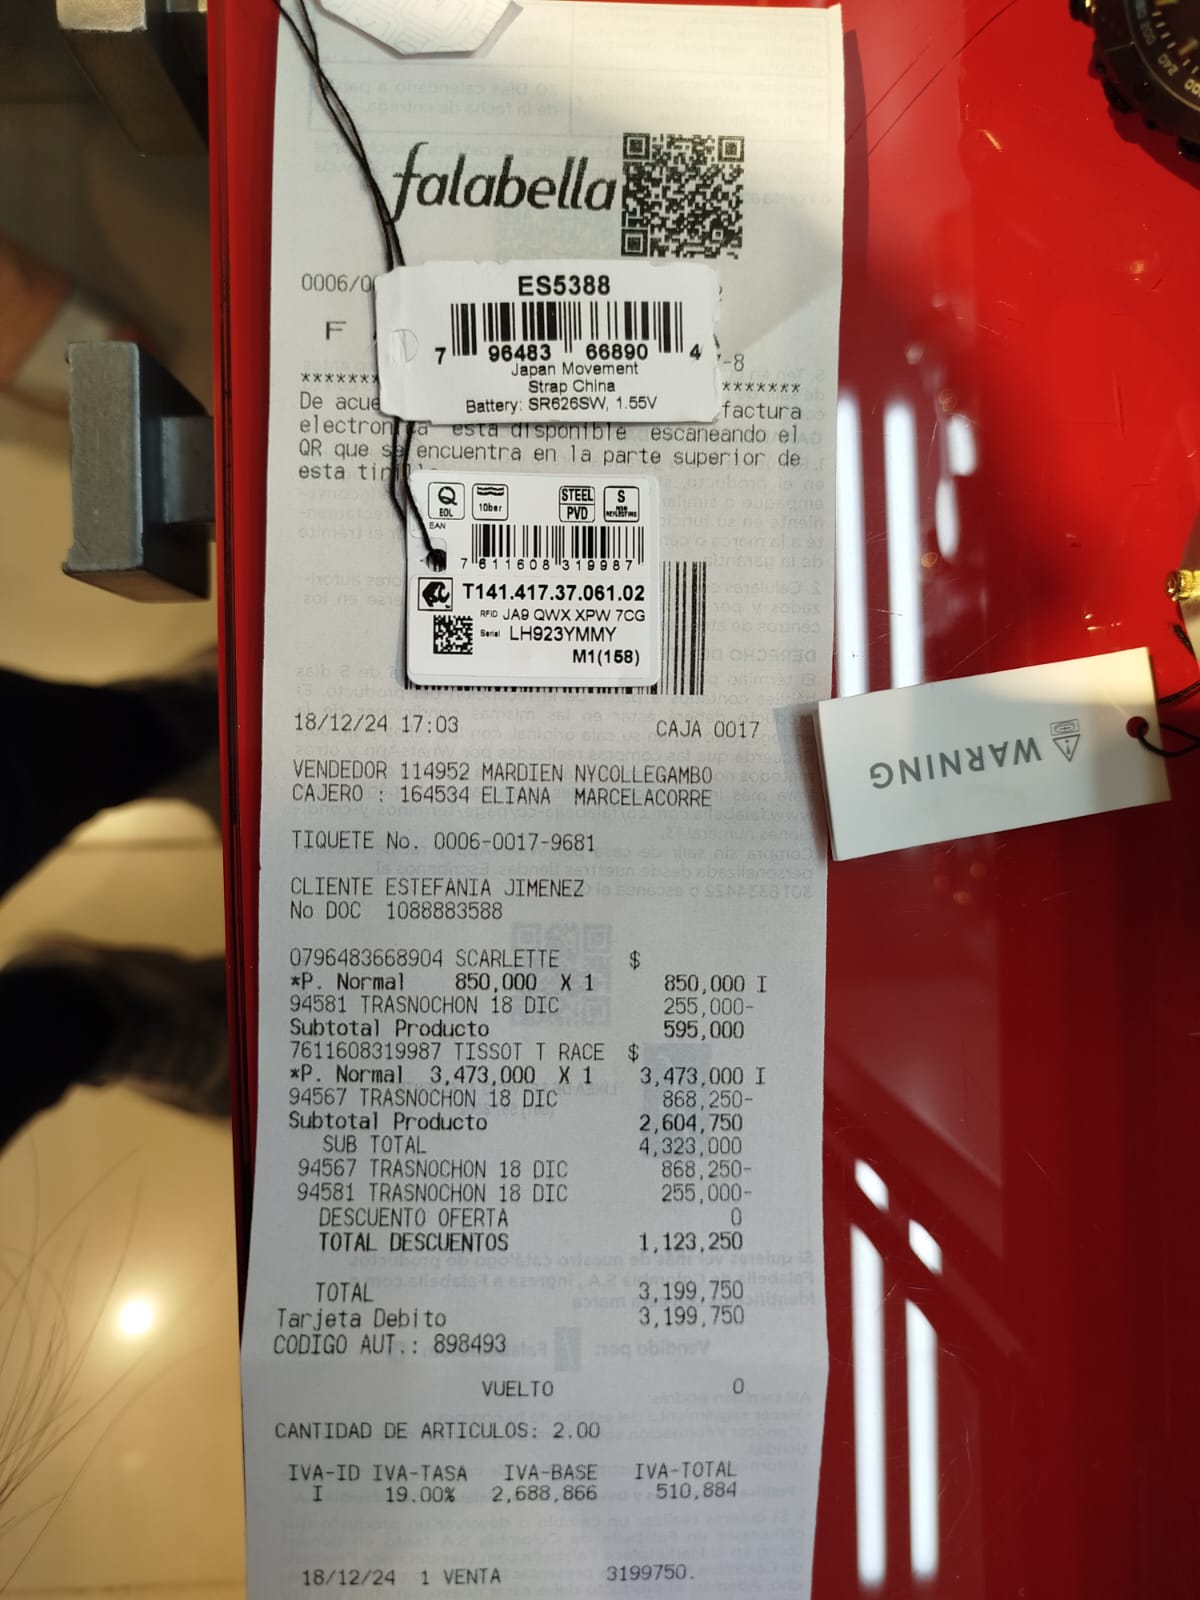 falabella
0006/0
ES5388
7 96483 66890 4
Japan Movement
Strap China
Battery: SR626SW, 1.55V
F
7-8
De acue factura
electronica esta disponible escaneando el
QR que se encuentra en la parte superior de
esta
Q
EOL
10bar
STEEL
PVD
S
NON
REFLECTING
EAN
7 611608 319987
T141.417.37.061.02
RFID JA9 QWX XPW 7CG
Serial LH923YMMY
M1(158)
18/12/24 17:03 CAJA 0017
VENDEDOR 114952 MARDIEN NYCOLLEGAMBO
CAJERO : 164534 ELIANA MARCELACORRE
TIQUETE No. 0006-0017-9681
CLIENTE ESTEFANIA JIMENEZ
No DOC 1088883588
0796483668904 SCARLETTE $
*P. Normal 850,000 X 1 850,000 I
94581 TRASNOCHON 18 DIC 255,000-
Subtotal Producto 595,000
7611608319987 TISSOT T RACE $
*P. Normal 3,473,000 X 1 3,473,000 I
94567 TRASNOCHON 18 DIC 868,250-
Subtotal Producto 2,604,750
SUB TOTAL 4,323,000
94567 TRASNOCHON 18 DIC 868,250-
94581 TRASNOCHON 18 DIC 255,000-
DESCUENTO OFERTA 0
TOTAL DESCUENTOS 1,123,250
TOTAL 3,199,750
Tarjeta Debito 3,199,750
CODIGO AUT.: 898493
VUELTO 0
CANTIDAD DE ARTICULOS: 2.00
IVA-ID IVA-TASA IVA-BASE IVA-TOTAL
I 19.00% 2,688,866 510,884
18/12/24 1 VENTA 3199750.
WARNING